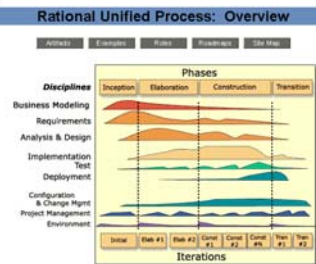 Rational Unified Process: Overview
Artifacts Examples Roles Roadmaps Site Map
Phases
Disciplines Inception Elaboration Construction Transition
Business Modeling
Requirements
Analysis & Design
Implementation
Test
Deployment
Configuration
& Change Mgmt
Project Management
Environment
Initial Elab #1 Elab #2 Const #1 Const #2 Const #N Tran #1 Tran #2
Iterations